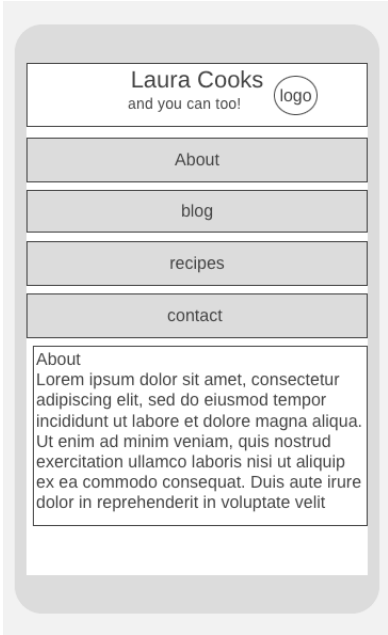 Laura Cooks
and you can too!
logo
About
blog
recipes
contact
About
Lorem ipsum dolor sit amet, consectetur
adipiscing elit, sed do eiusmod tempor
incididunt ut labore et dolore magna aliqua.
Ut enim ad minim veniam, quis nostrud
exercitation ullamco laboris nisi ut aliquip
ex ea commodo consequat. Duis aute irure
dolor in reprehenderit in voluptate velit